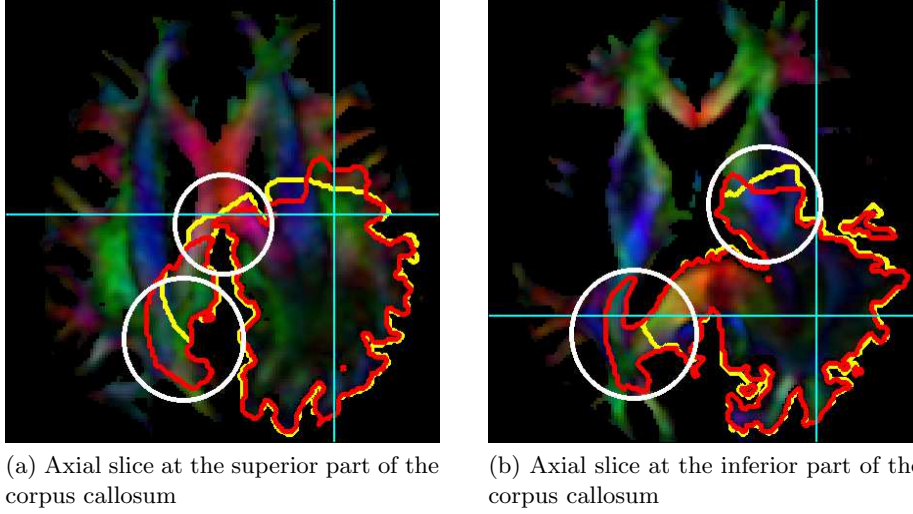 (a) Axial slice at the superior part of the
corpus callosum
(b) Axial slice at the inferior part of the
corpus callosum